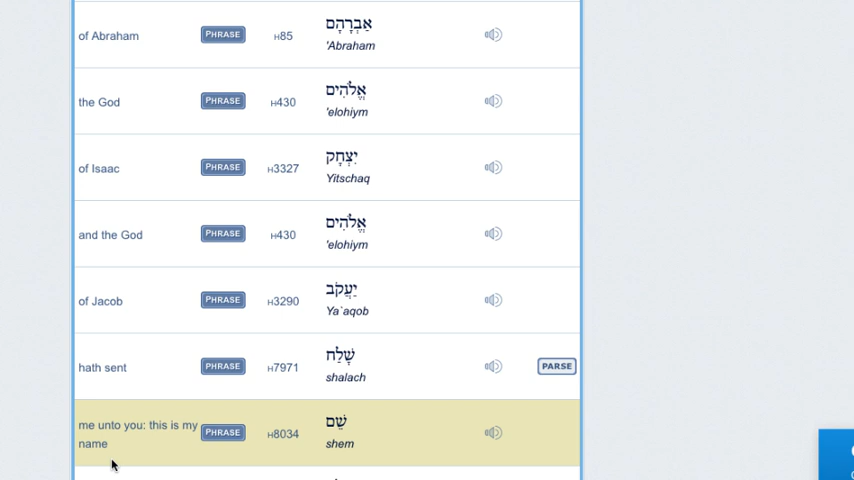 of Abraham PHRASE H85 אַבְרָהָם
'Abraham
the God PHRASE H430 אֱלֹהִים
'elohiym
of Isaac PHRASE H3327 יִצְחָק
Yitschaq
and the God PHRASE H430 אֱלֹהִים
'elohiym
of Jacob PHRASE H3290 יַעֲקֹב
Ya`aqob
hath sent PHRASE H7971 שָׁלַח PARSE
shalach
me unto you: this is my PHRASE H8034 שֵׁם
name shem